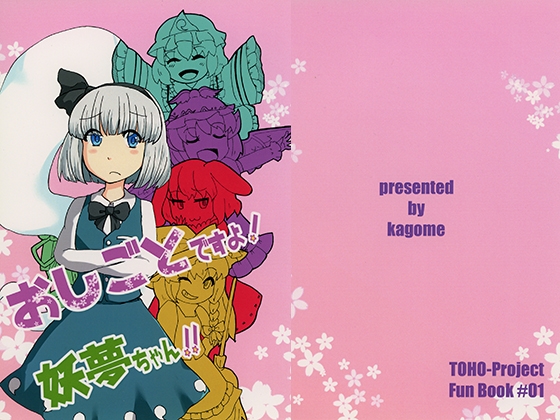 おしごとですよ!
妖夢ちゃん!!
presented
by
kagome
TOHO-Project
Fun Book #01